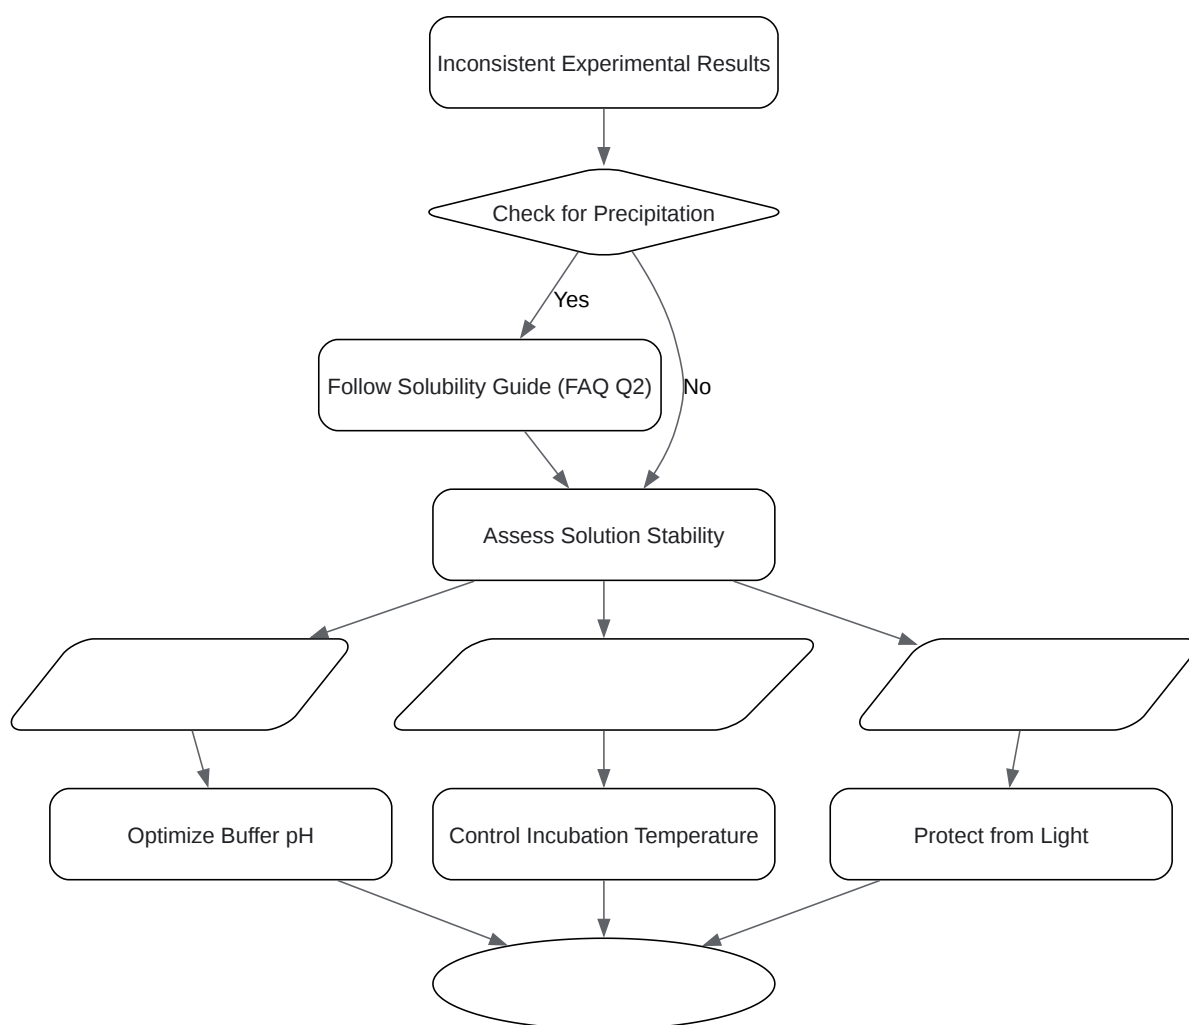 Inconsistent Experimental Results
Check for Precipitation
Yes
Follow Solubility Guide (FAQ Q2)
No
Assess Solution Stability
Optimize Buffer pH
Control Incubation Temperature
Protect from Light